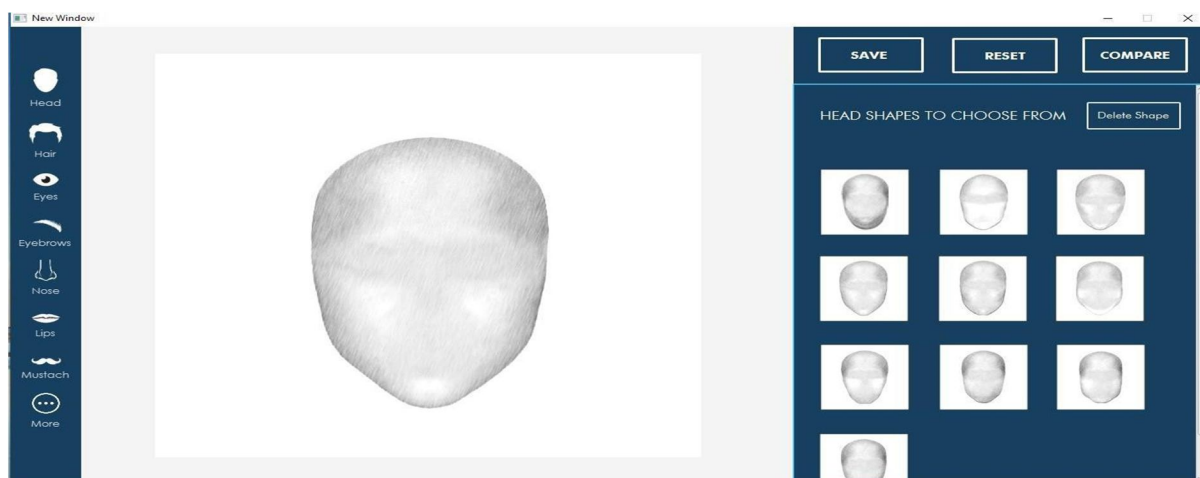 New Window
Head
Hair
Eyes
Eyebrows
Nose
Lips
Mustach
More
SAVE
RESET
COMPARE
HEAD SHAPES TO CHOOSE FROM
Delete Shape